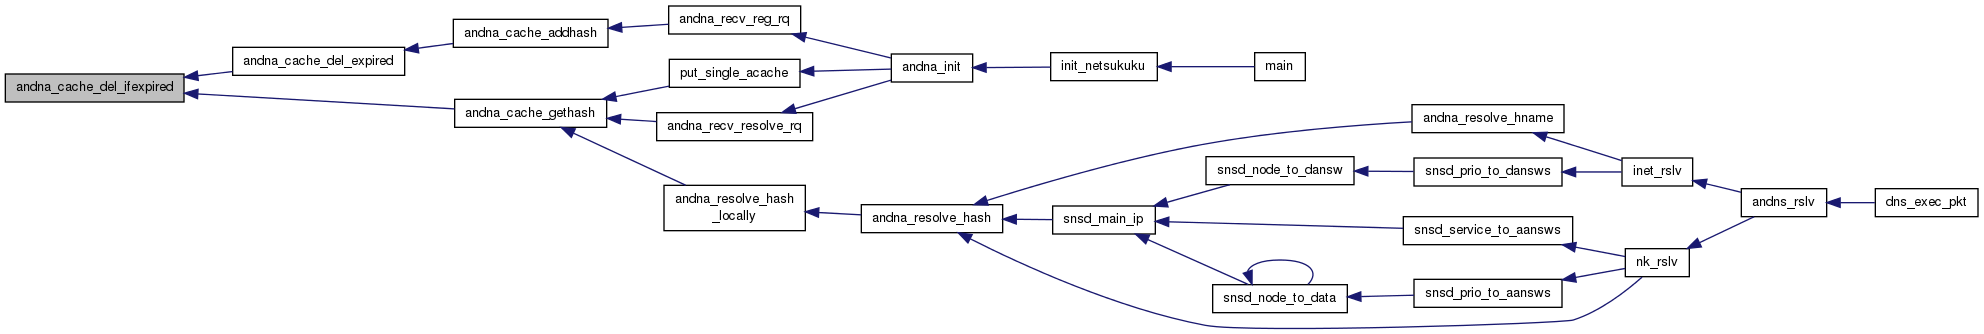 andna_cache_del_ifexpired
andna_cache_del_expired
andna_cache_addhash
andna_recv_reg_rq
andna_init
init_netsukuku
main
andna_cache_gethash
put_single_acache
andna_recv_resolve_rq
andna_resolve_hash
_locally
andna_resolve_hash
andna_resolve_hname
inet_rslv
andns_rslv
dns_exec_pkt
snsd_main_ip
snsd_node_to_dansw
snsd_prio_to_dansws
snsd_service_to_aansws
nk_rslv
snsd_node_to_data
snsd_prio_to_aansws